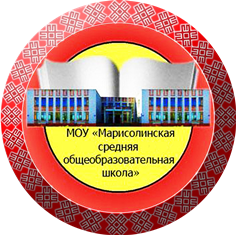 МОУ «Марисолинская
средняя
общеобразовательная
школа»